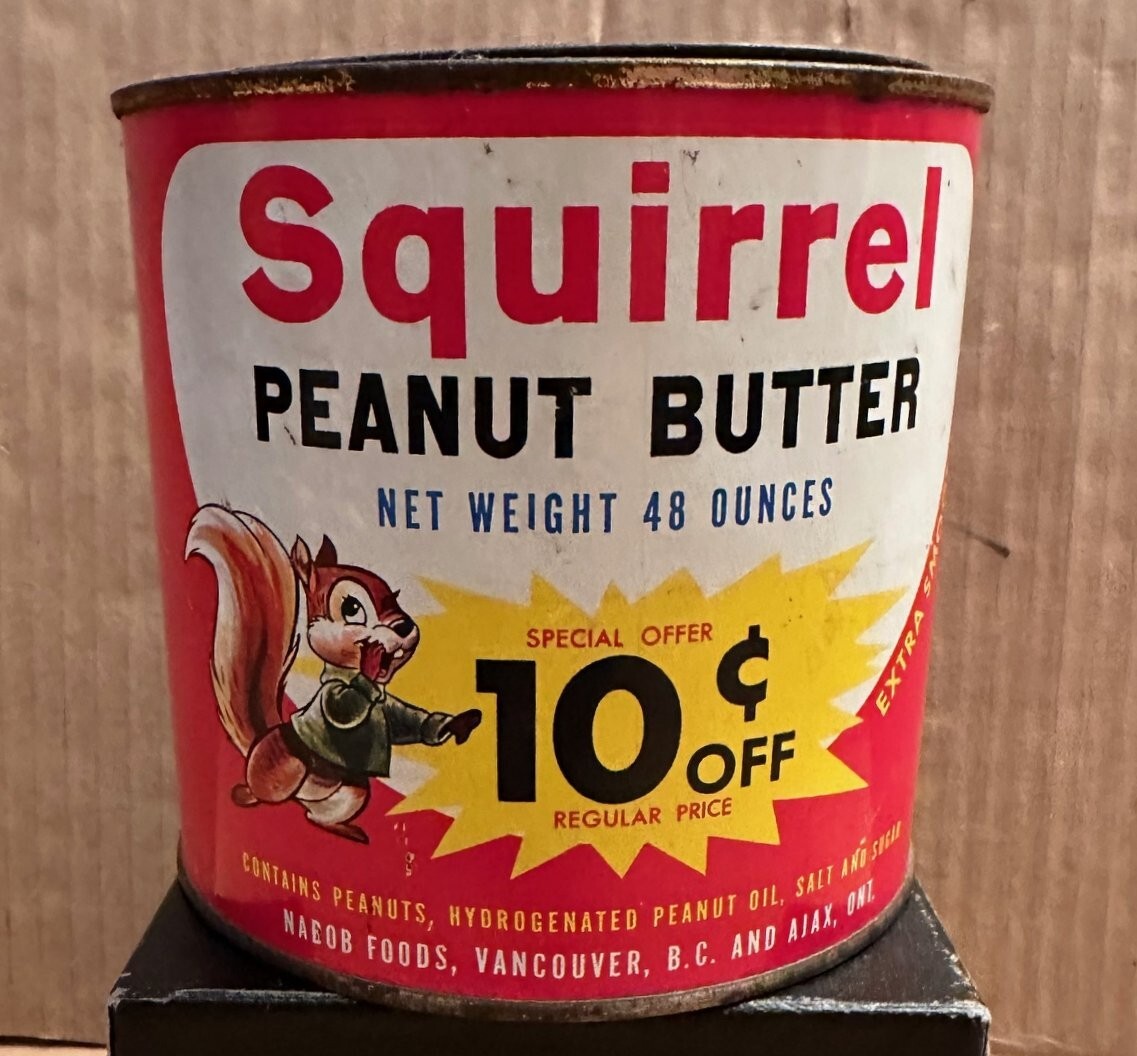 Squirrel
PEANUT BUTTER
NET WEIGHT 48 OUNCES
SPECIAL OFFER
10¢
OFF
REGULAR PRICE
EXTRA
CONTAINS PEANUTS, HYDROGENATED PEANUT OIL, SALT AND SUGAR
NABOB FOODS, VANCOUVER, B.C. AND AJAX, ONT.